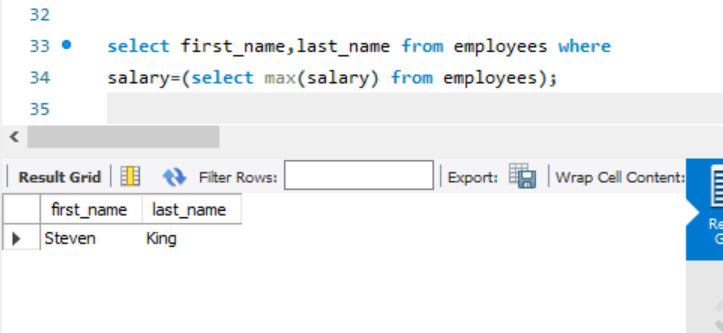 32
33 select first_name,last_name from employees where
34 salary=(select max(salary) from employees);
35
Result Grid Filter Rows: Export: Wrap Cell Content:
first_name last_name
Steven King